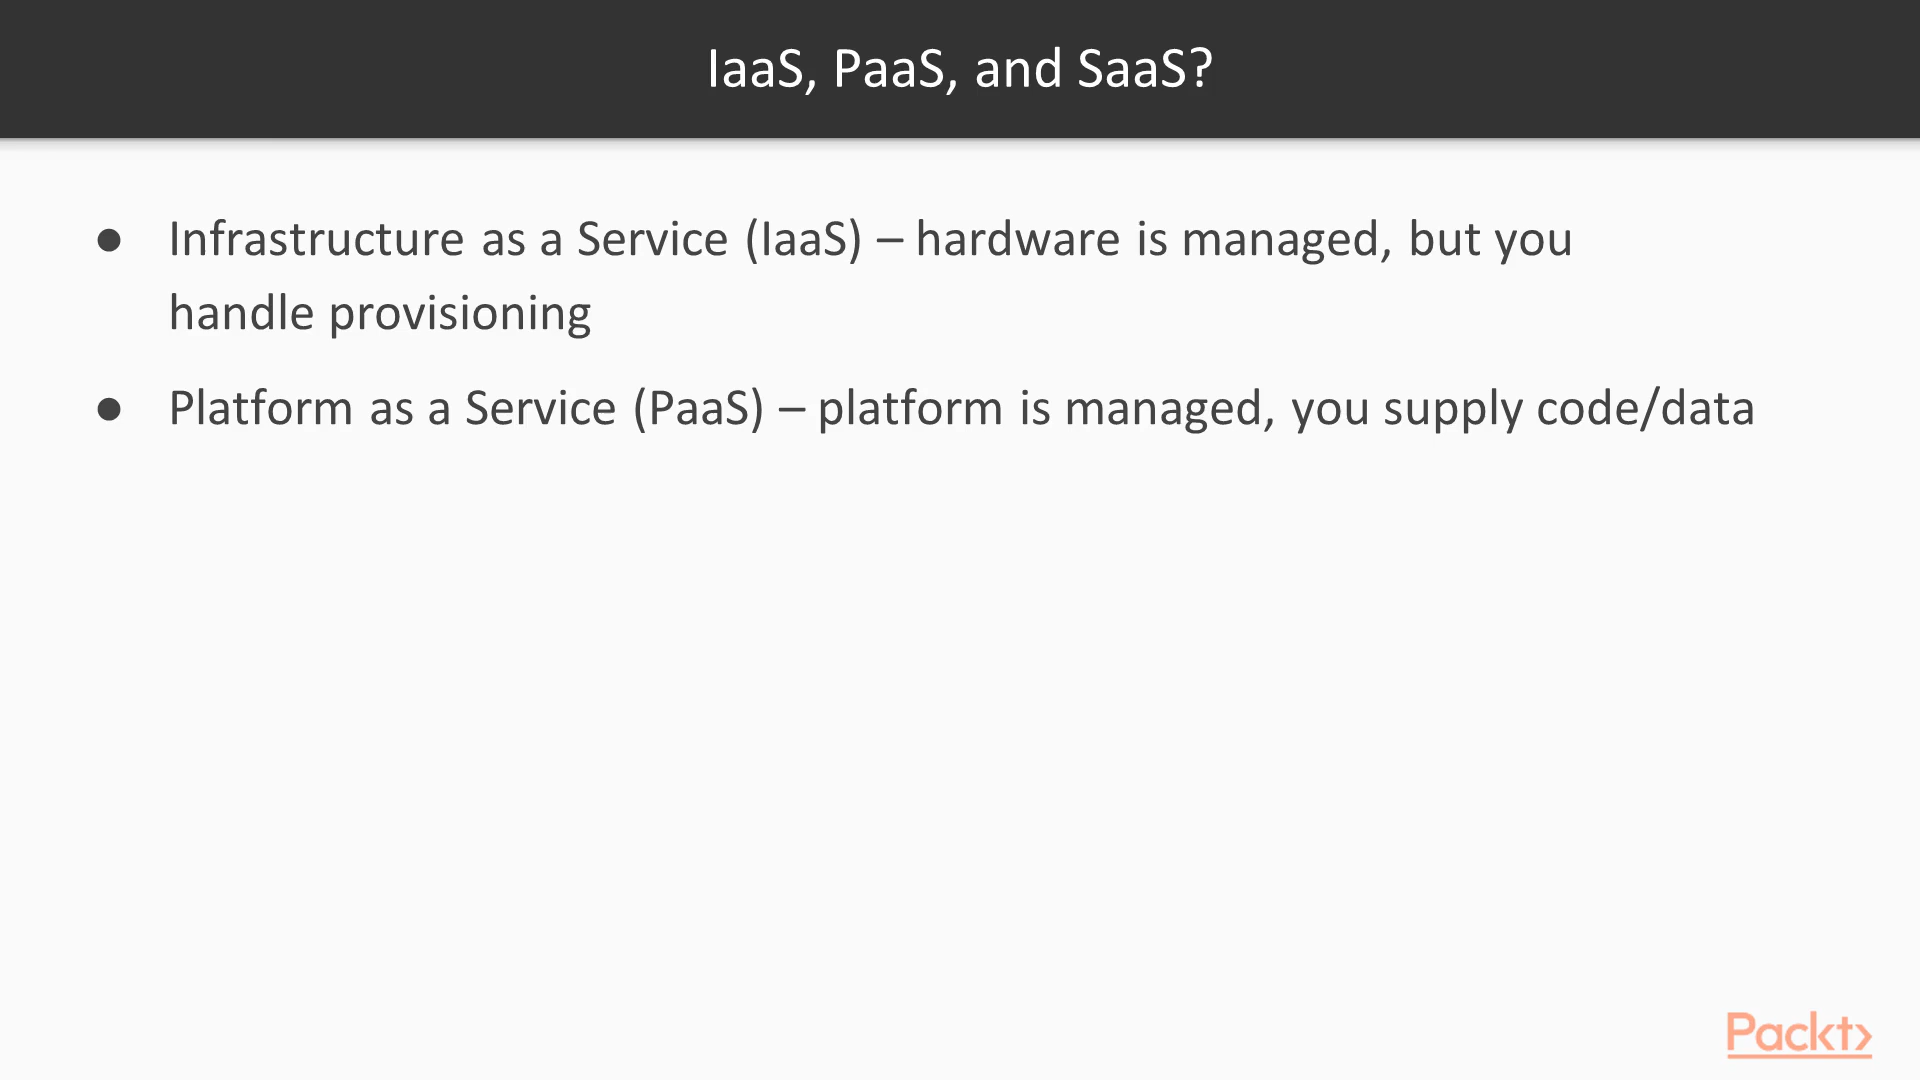 IaaS, PaaS, and SaaS?
● Infrastructure as a Service (IaaS) – hardware is managed, but you
handle provisioning
● Platform as a Service (PaaS) – platform is managed, you supply code/data
Packt>